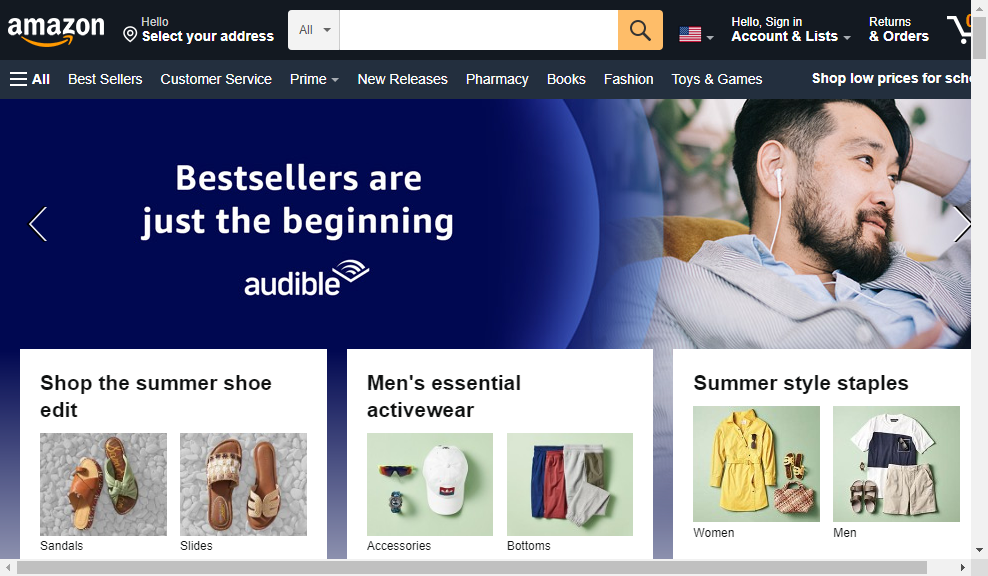 amazon
Hello
Select your address
All
Hello, Sign in
Account & Lists
Returns
& Orders
0
All
Best Sellers
Customer Service
Prime
New Releases
Pharmacy
Books
Fashion
Toys & Games
Shop low prices for scho
Bestsellers are
just the beginning
audible
Shop the summer shoe
edit
Men's essential
activewear
Summer style staples
Sandals
Slides
Accessories
Bottoms
Women
Men